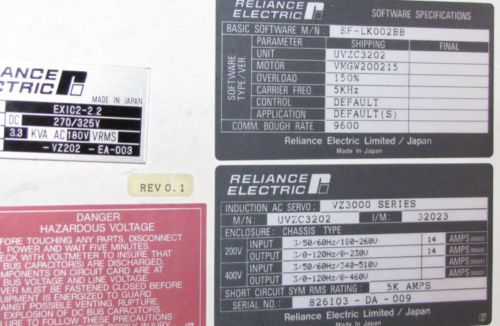 RELIANCE
ELECTRIC
SOFTWARE SPECIFICATIONS
BASIC SOFTWARE M/N SF-LK002BB
SOFTWARE TYPE/VER.
PARAMETER SHIPPING FINAL
UNIT UVZC3202
MOTOR VMGW200215
OVERLOAD 150%
CARRIER FREQ. 5KHz
CONTROL DEFAULT
APPLICATION DEFAULT(S)
COMM BOUGH RATE 9600
Reliance Electric Limited / Japan
Made In Japan
LIANCE
ECTRIC
MADE IN JAPAN
EXIC2-2.2
DC 270/325V
3.3 KVA AC 180V VRMS
-VZ202 -EA-003
REV 0.1
DANGER
HAZARDOUS VOLTAGE
EFORE TOUCHING ANY PARTS, DISCONNECT
L POWER AND WAIT FIVE MINUTES.
ECK WITH VOLTMETER TO INSURE THAT
BUS CAPACITOR(S) ARE DISCHARGED.
MPONENTS ON CIRCUIT CARD ARE AT
BUS VOLTAGE AND LINE VOLTAGE.
VER MUST BE FASTENED CLOSED BEFORE
UIPMENT IS ENERGIZED TO GUARD
AINST POSSIBLE VENTING, RUPTURE
EXPLOSION OF DC BUS CAPACITORS.
LURE TO FOLLOW THESE PRECAUTIONS
INJURY
RELIANCE
ELECTRIC
INDUCTION AC SERVO: VZ3000 SERIES
M/N: UVZC3202 I/M: 32023
ENCLOSURE: CHASSIS TYPE
200V INPUT 3/50/60Hz/180-260V 14 AMPS(MAX)
OUTPUT 3/0-120Hz/0-230V 14 AMPS(MAX)
400V INPUT 3/50/60Hz/340-510V AMPS(MAX)
OUTPUT 3/0-120Hz/0-460V AMPS(MAX)
SHORT CIRCUIT SYM RMS RATING: 5K AMPS
SERIAL NO.: 826103 - DA - 009
Reliance Electric Limited / Japan
Made In Japan